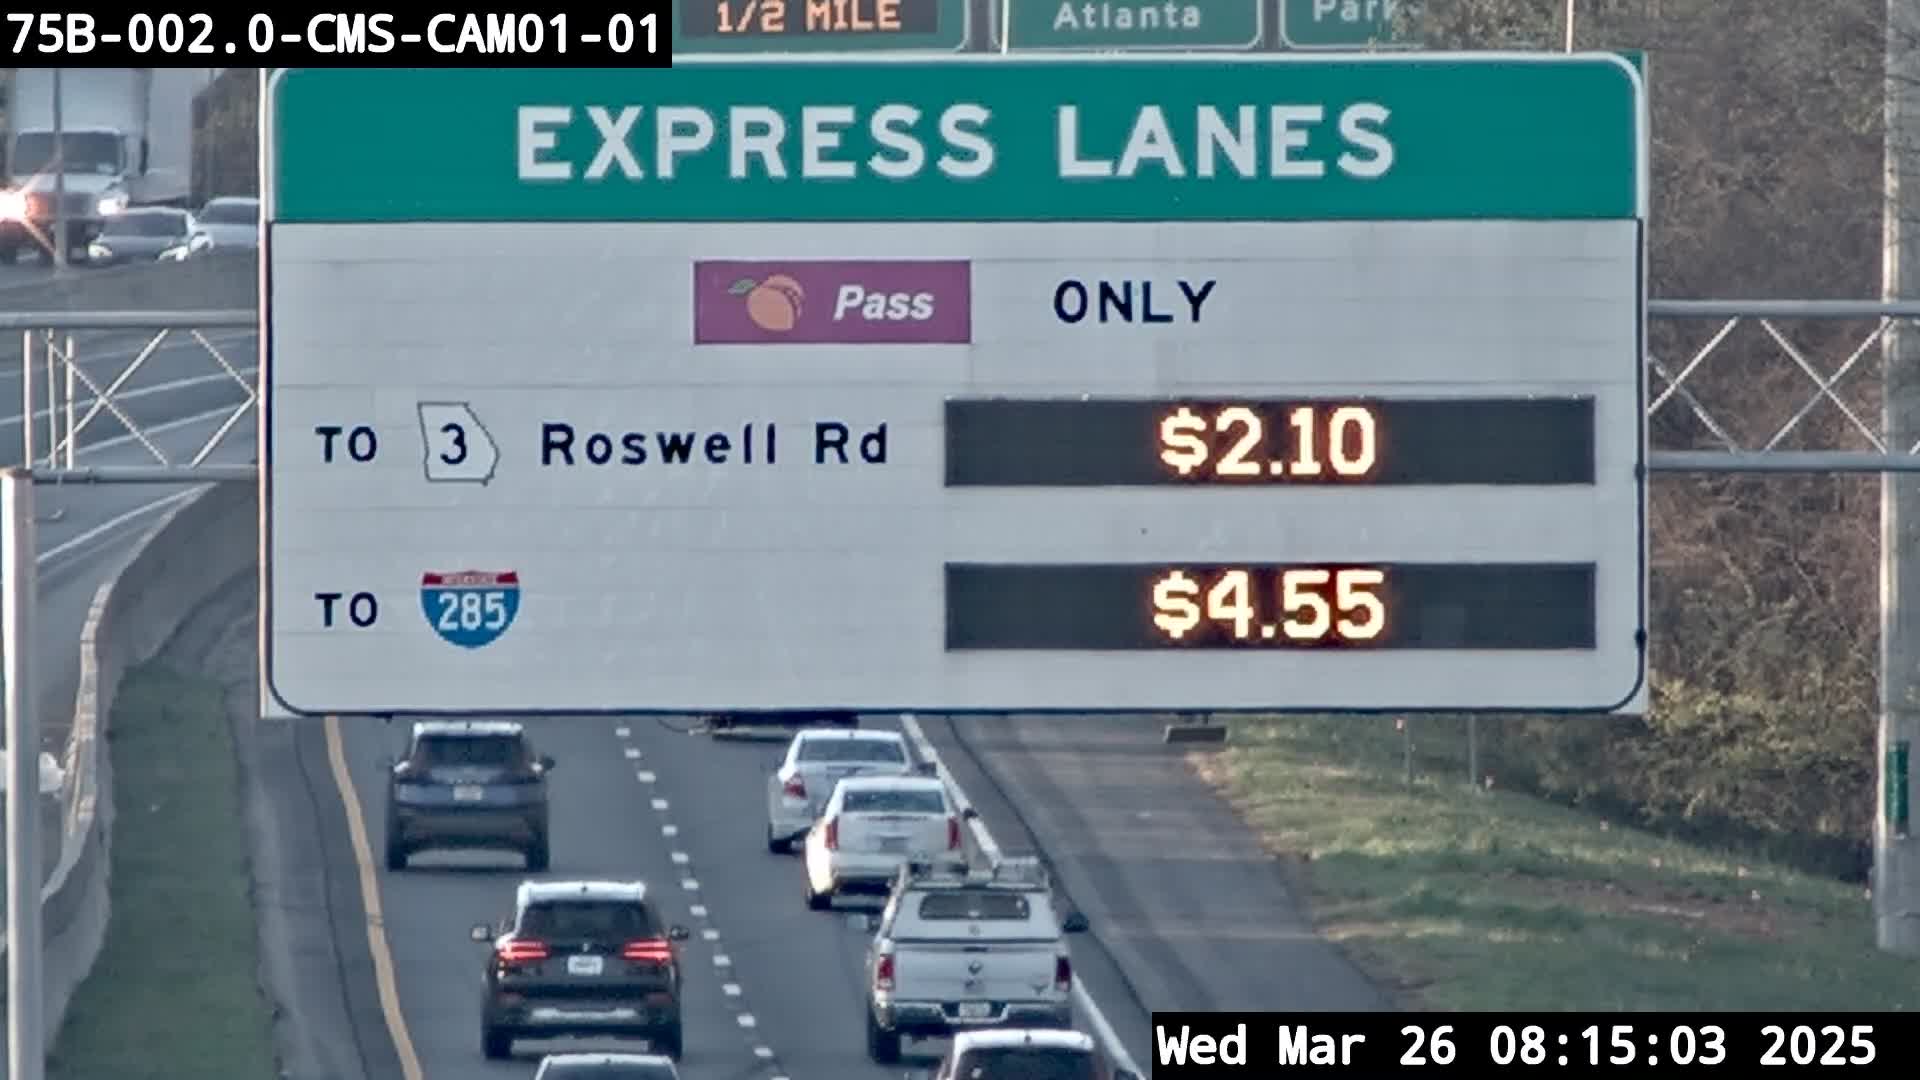 75B-002.0-CMS-CAM01-01
1/2 MILE
Atlanta
Park
EXPRESS LANES
Pass ONLY
TO 3 Roswell Rd $2.10
TO 285 $4.55
Wed Mar 26 08:15:03 2025